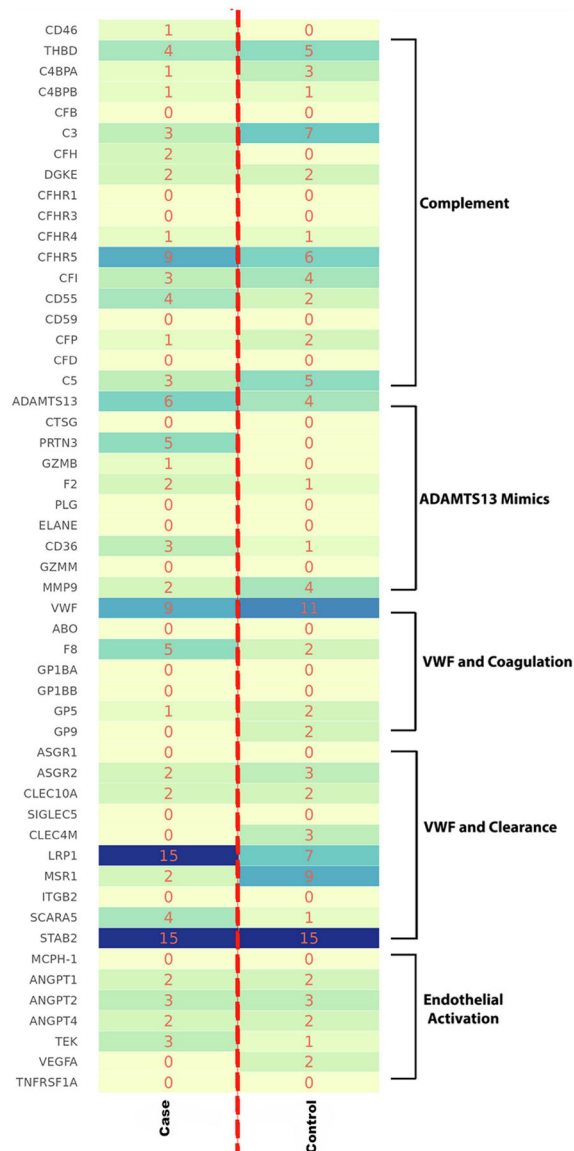 CD46 1 0
THBD 4 5
C4BPA 1 3
C4BPB 1 1
CFB 0 0
C3 3 7
CFH 2 0
DGKE 2 2
CFHR1 0 0
CFHR3 0 0
Complement
CFHR4 1 1
CFHR5 9 6
CFI 3 4
CD55 4 2
CD59 0 0
CFP 1 2
CFD 0 0
C5 3 5
ADAMTS13 6 4
CTSG 0 0
PRTN3 5 0
GZMB 1 0
F2 2 1
PLG 0 0
ADAMTS13 Mimics
ELANE 0 0
CD36 3 1
GZMM 0 0
MMP9 2 4
VWF 9 11
ABO 0 0
F8 5 2
VWF and Coagulation
GP1BA 0 0
GP1BB 0 0
GP5 1 2
GP9 0 2
ASGR1 0 0
ASGR2 2 3
CLEC10A 2 2
SIGLEC5 0 0
VWF and Clearance
CLEC4M 0 3
LRP1 15 7
MSR1 2 9
ITGB2 0 0
SCARA5 4 1
STAB2 15 15
MCPH-1 0 0
ANGPT1 2 2
ANGPT2 3 3
Endothelial
Activation
ANGPT4 2 2
TEK 3 1
VEGFA 0 2
TNFRSF1A 0 0
Case
Control